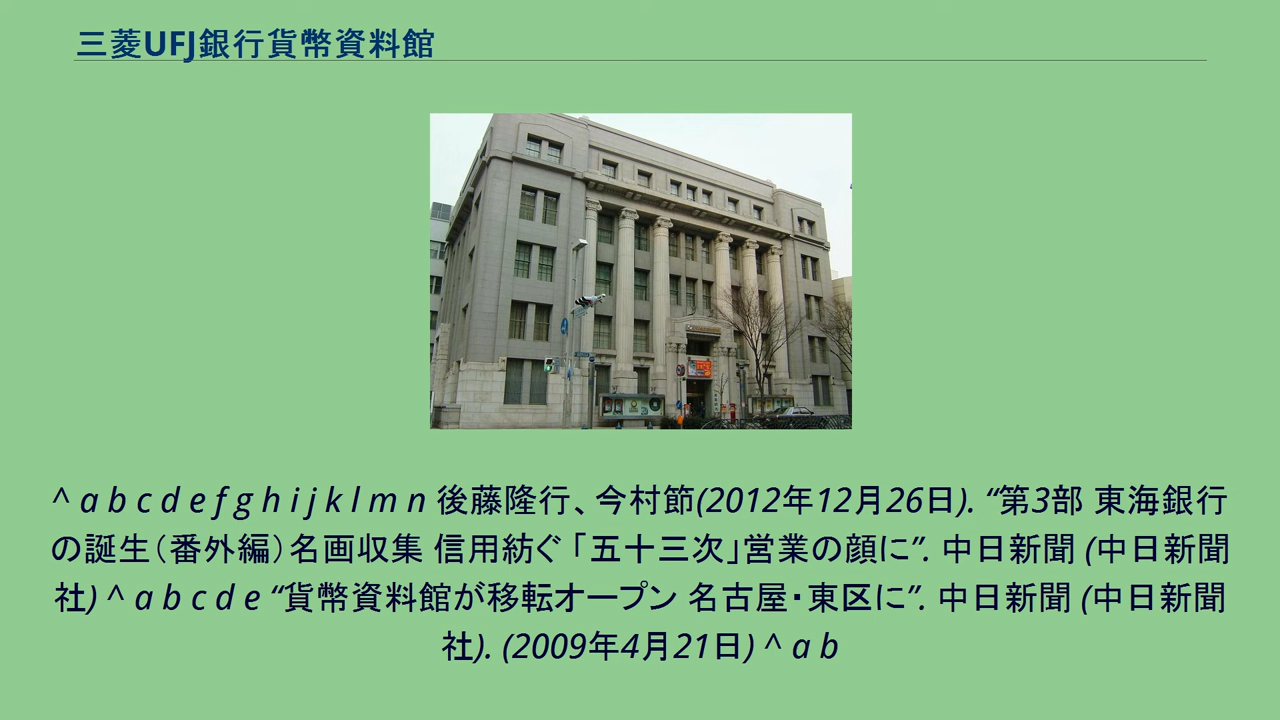 三菱UFJ銀行貨幣資料館
^ a b c d e f g h i j k l m n 後藤隆行、今村節(2012年12月26日). “第3部 東海銀行
の誕生（番外編）名画収集 信用紡ぐ 「五十三次」営業の顔に”. 中日新聞 (中日新聞
社) ^ a b c d e “貨幣資料館が移転オープン 名古屋・東区に”. 中日新聞 (中日新聞
社). (2009年4月21日) ^ a b